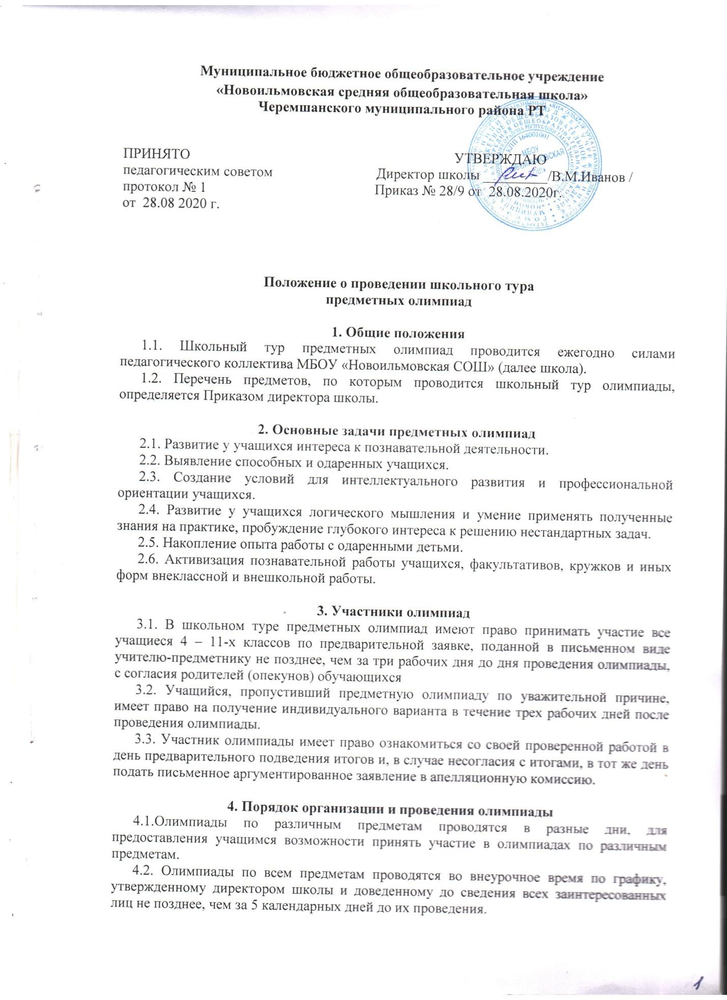 Муниципальное бюджетное общеобразовательное учреждение
«Новоильмовская средняя общеобразовательная школа»
Черемшанского муниципального района РТ
ПРИНЯТО
педагогическим советом
протокол № 1
от 28.08 2020 г.
УТВЕРЖДАЮ
Директор школы _________/В.М.Иванов /
Приказ № 28/9 от 28.08.2020г.
КПП 164001001
МБОУ
НОВОИЛЬМОВСКАЯ
СОШ»
Положение о проведении школьного тура
предметных олимпиад
1. Общие положения
1.1. Школьный тур предметных олимпиад проводится ежегодно силами
педагогического коллектива МБОУ «Новоильмовская СОШ» (далее школа).
1.2. Перечень предметов, по которым проводится школьный тур олимпиады,
определяется Приказом директора школы.
2. Основные задачи предметных олимпиад
2.1. Развитие у учащихся интереса к познавательной деятельности.
2.2. Выявление способных и одаренных учащихся.
2.3. Создание условий для интеллектуального развития и профессиональной
ориентации учащихся.
2.4. Развитие у учащихся логического мышления и умение применять полученные
знания на практике, пробуждение глубокого интереса к решению нестандартных задач.
2.5. Накопление опыта работы с одаренными детьми.
2.6. Активизация познавательной работы учащихся, факультативов, кружков и иных
форм внеклассной и внешкольной работы.
3. Участники олимпиад
3.1. В школьном туре предметных олимпиад имеют право принимать участие все
учащиеся 4 – 11-х классов по предварительной заявке, поданной в письменном виде
учителю-предметнику не позднее, чем за три рабочих дня до дня проведения олимпиады,
с согласия родителей (опекунов) обучающихся
3.2. Учащийся, пропустивший предметную олимпиаду по уважительной причине,
имеет право на получение индивидуального варианта в течение трех рабочих дней после
проведения олимпиады.
3.3. Участник олимпиады имеет право ознакомиться со своей проверенной работой в
день предварительного подведения итогов и, в случае несогласия с итогами, в тот же день
подать письменное аргументированное заявление в апелляционную комиссию.
4. Порядок организации и проведения олимпиады
4.1.Олимпиады по различным предметам проводятся в разные дни, для
предоставления учащимся возможности принять участие в олимпиадах по различным
предметам.
4.2. Олимпиады по всем предметам проводятся во внеурочное время по графику,
утвержденному директором школы и доведенному до сведения всех заинтересованных
лиц не позднее, чем за 5 календарных дней до их проведения.
1